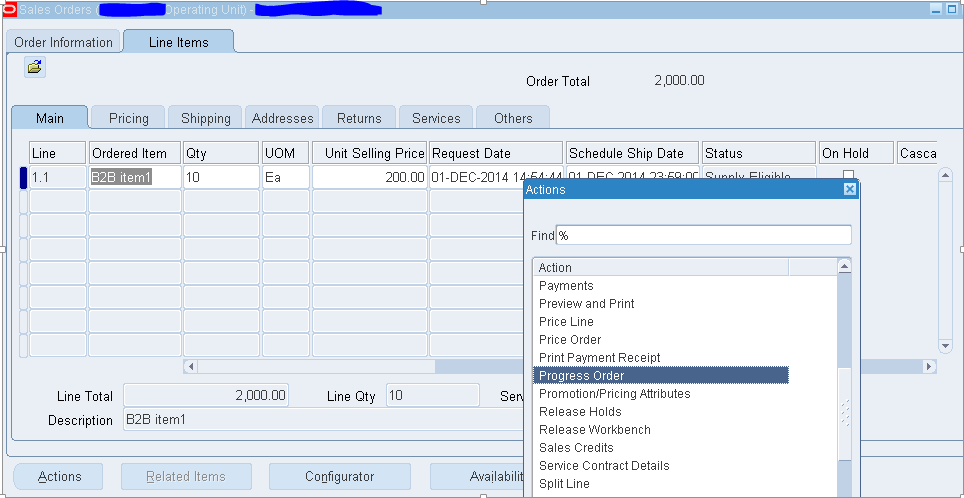 Sales Orders ( Operating Unit) -
Order Information Line Items
Order Total 2,000.00
Main Pricing Shipping Addresses Returns Services Others
Line Ordered Item Qty UOM Unit Selling Price Request Date Schedule Ship Date Status On Hold Casca
1.1 B2B item1 10 Ea 200.00 01-DEC-2014 14:54:44 01-DEC-2014 23:59:00 Supply Eligible
Actions
Find %
Action
Payments
Preview and Print
Price Line
Price Order
Print Payment Receipt
Progress Order
Promotion/Pricing Attributes
Release Holds
Release Workbench
Sales Credits
Service Contract Details
Split Line
Line Total 2,000.00 Line Qty 10 Serv
Description B2B item1
Actions Related Items Configurator Availabilit